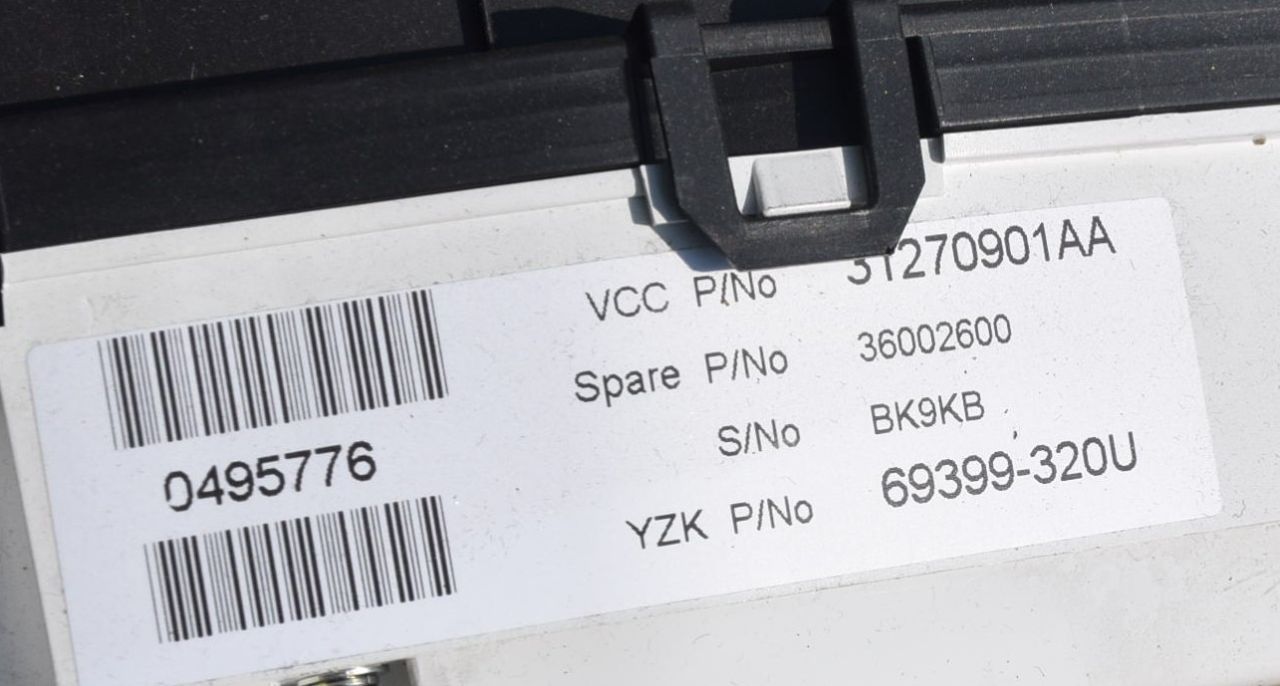 VCC P/No 31270901AA
Spare P/No 36002600
S/No BK9KB
0495776
YZK P/No 69399-320U